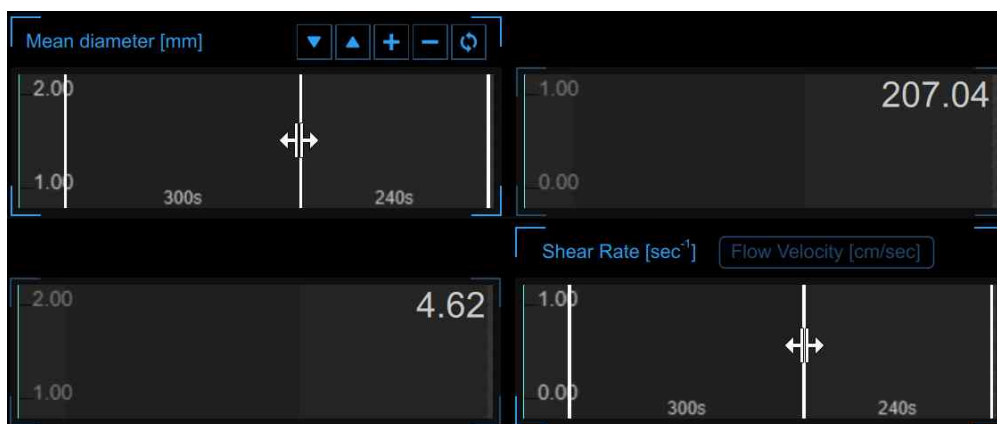 Mean diameter [mm]
2.00
1.00
300s
240s
1.00
207.04
0.00
2.00
4.62
1.00
Shear Rate [sec⁻¹]
Flow Velocity [cm/sec]
1.00
0.00
300s
240s